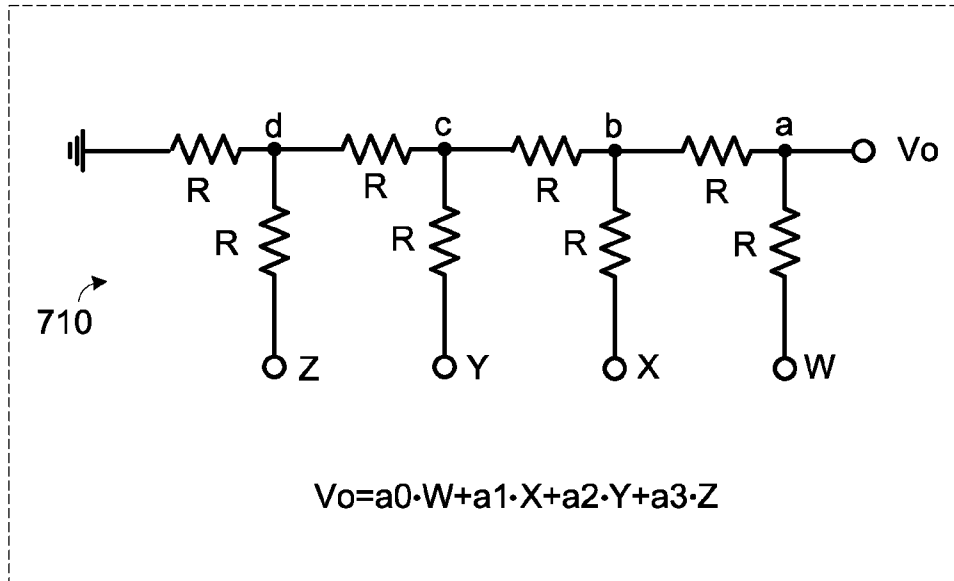 d c b a
Vo
R R R R
R R R R
710
Z Y X W
Vo=a0·W+a1·X+a2·Y+a3·Z